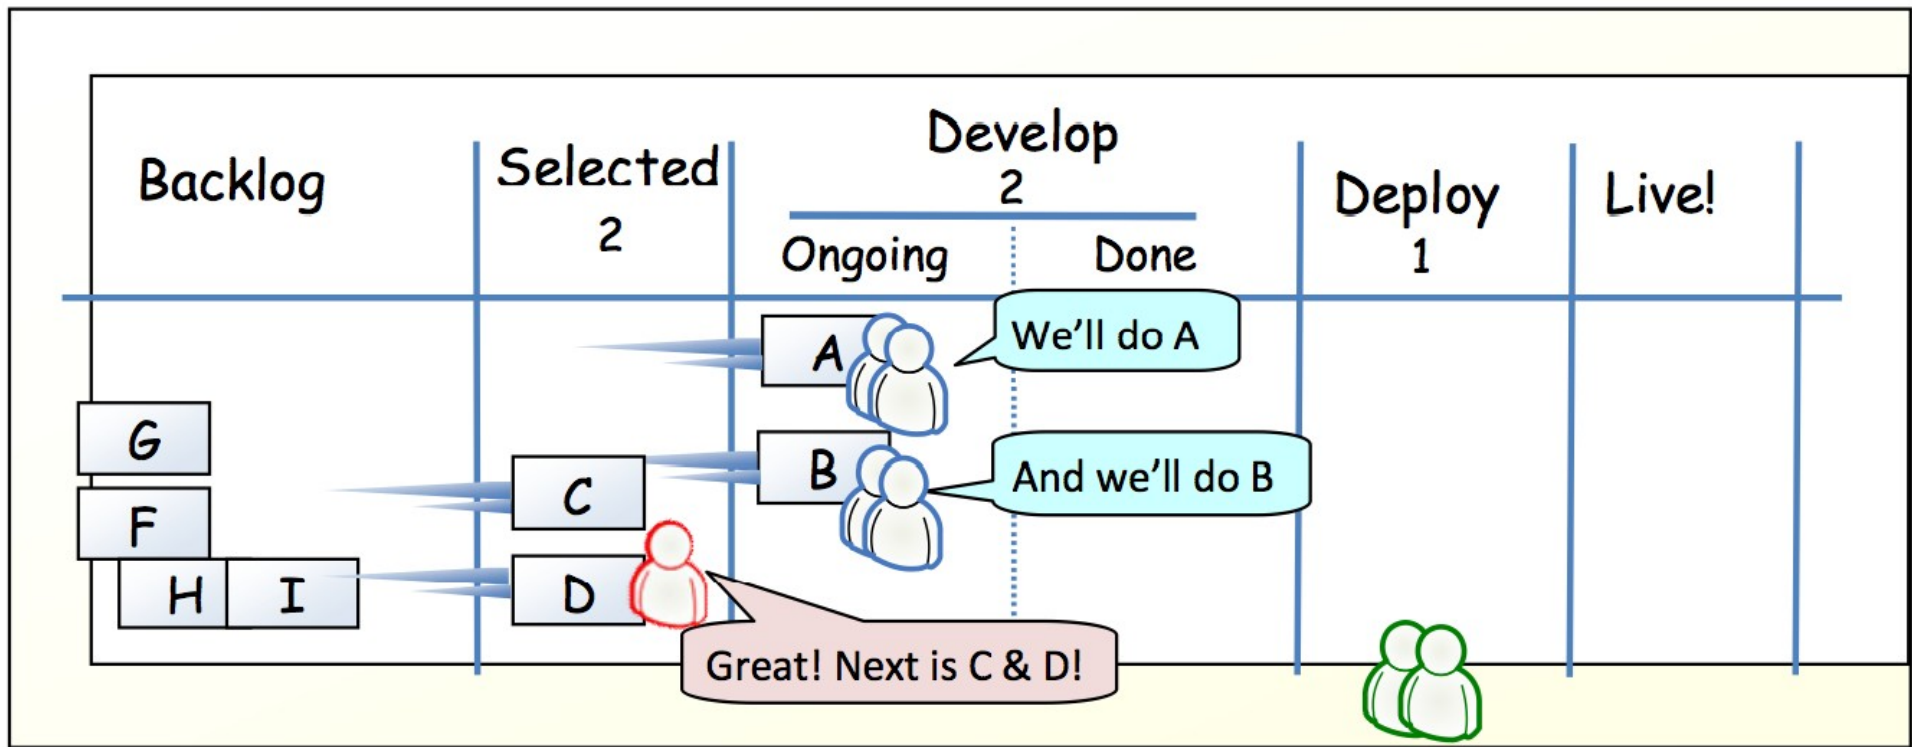 Backlog
Selected
2
Develop
2
Ongoing
Done
Deploy
1
Live!
A
We'll do A
G
F
H
I
C
D
B
And we'll do B
Great! Next is C & D!